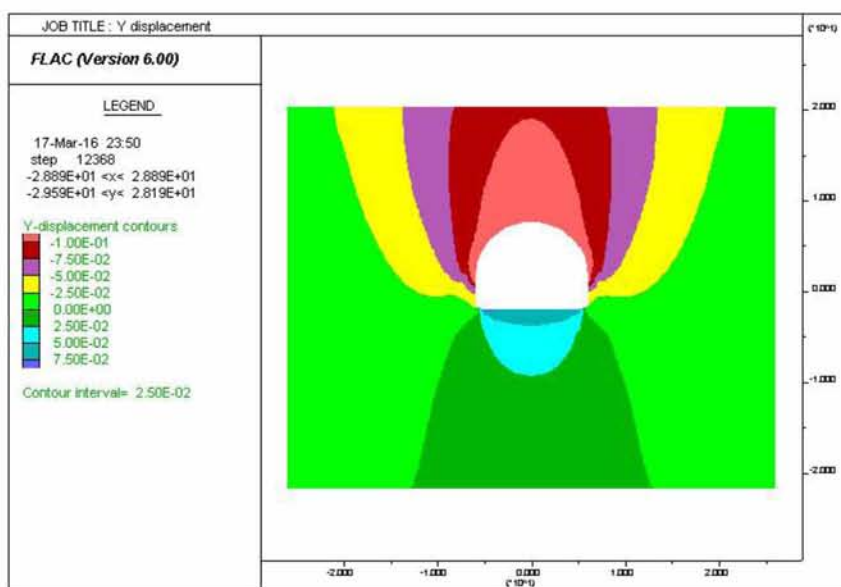 JOB TITLE : Y displacement
FLAC (Version 6.00)
LEGEND
17-Mar-16 23:50
step 12368
-2.889E+01 <x< 2.889E+01
-2.959E+01 <y< 2.819E+01
Y-displacement contours
-1.00E-01
-7.50E-02
-5.00E-02
-2.50E-02
0.00E+00
2.50E-02
5.00E-02
7.50E-02
Contour interval= 2.50E-02
(*10^1)
2.000
1.000
0.000
-1.000
-2.000
-2.000
-1.000
0.000
1.000
2.000
(*10^1)